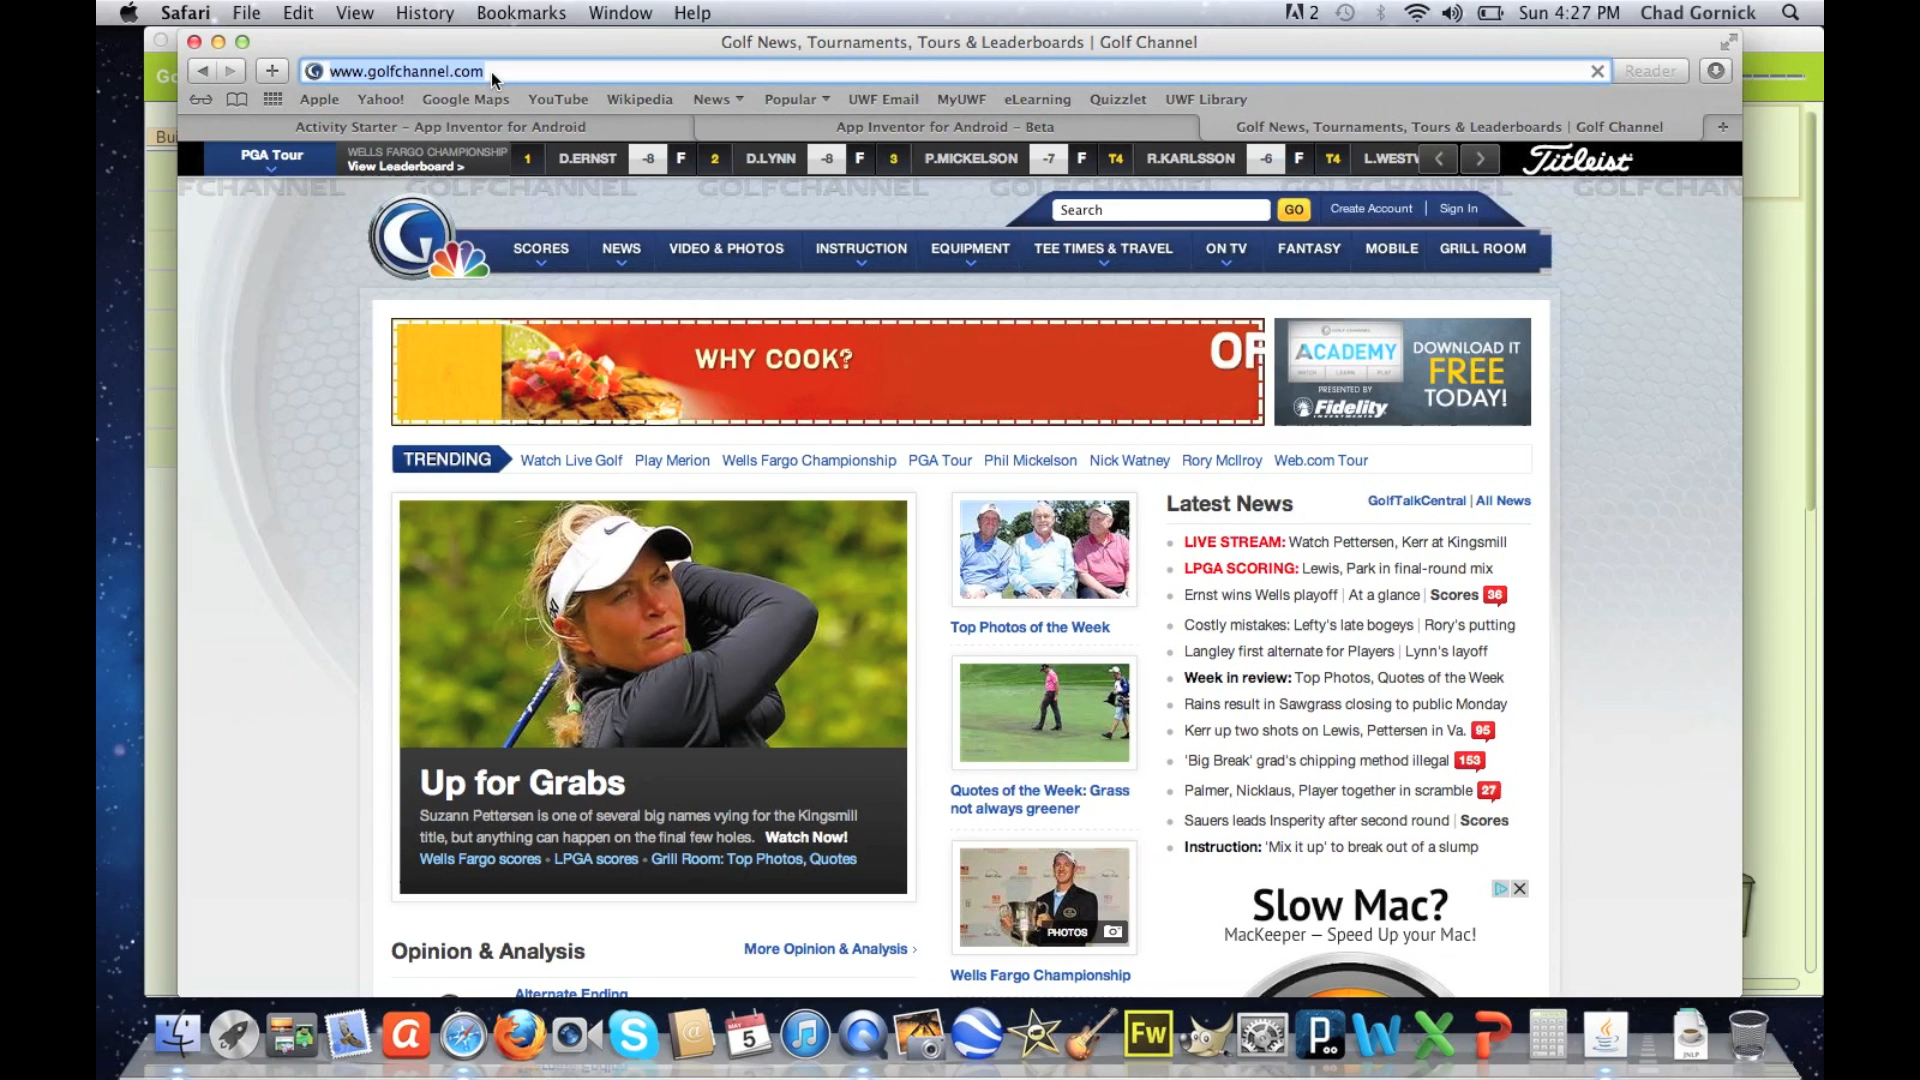 Safari File Edit View History Bookmarks Window Help
2 Sun 4:27 PM Chad Gornick
Golf News, Tournaments, Tours & Leaderboards | Golf Channel
www.golfchannel.com
Reader
Apple Yahoo! Google Maps YouTube Wikipedia News Popular UWF Email MyUWF eLearning Quizzlet UWF Library
Activity Starter – App Inventor for Android
App Inventor for Android – Beta
Golf News, Tournaments, Tours & Leaderboards | Golf Channel
Bui
PGA Tour
WELLS FARGO CHAMPIONSHIP
View Leaderboard >
1 D.ERNST -8 F 2 D.LYNN -8 F 3 P.MICKELSON -7 F T4 R.KARLSSON -6 F T4 L.WESTW
Titleist
Search GO Create Account | Sign In
SCORES NEWS VIDEO & PHOTOS INSTRUCTION EQUIPMENT TEE TIMES & TRAVEL ON TV FANTASY MOBILE GRILL ROOM
WHY COOK?
OR
ACADEMY
WATCH LEARN PLAY
PRESENTED BY
Fidelity
DOWNLOAD IT
FREE
TODAY!
TRENDING Watch Live Golf Play Merion Wells Fargo Championship PGA Tour Phil Mickelson Nick Watney Rory McIlroy Web.com Tour
Up for Grabs
Suzann Pettersen is one of several big names vying for the Kingsmill
title, but anything can happen on the final few holes. Watch Now!
Wells Fargo scores • LPGA scores • Grill Room: Top Photos, Quotes
Opinion & Analysis
More Opinion & Analysis ›
Alternate Ending
Top Photos of the Week
Quotes of the Week: Grass
not always greener
PHOTOS
Wells Fargo Championship
Latest News
GolfTalkCentral | All News
LIVE STREAM: Watch Pettersen, Kerr at Kingsmill
LPGA SCORING: Lewis, Park in final-round mix
Ernst wins Wells playoff | At a glance | Scores 36
Costly mistakes: Lefty's late bogeys | Rory's putting
Langley first alternate for Players | Lynn's layoff
Week in review: Top Photos, Quotes of the Week
Rains result in Sawgrass closing to public Monday
Kerr up two shots on Lewis, Pettersen in Va. 95
'Big Break' grad's chipping method illegal 153
Palmer, Nicklaus, Player together in scramble 27
Sauers leads Insperity after second round | Scores
Instruction: 'Mix it up' to break out of a slump
Slow Mac?
MacKeeper – Speed Up your Mac!
MAY
5
Fw
JNLP